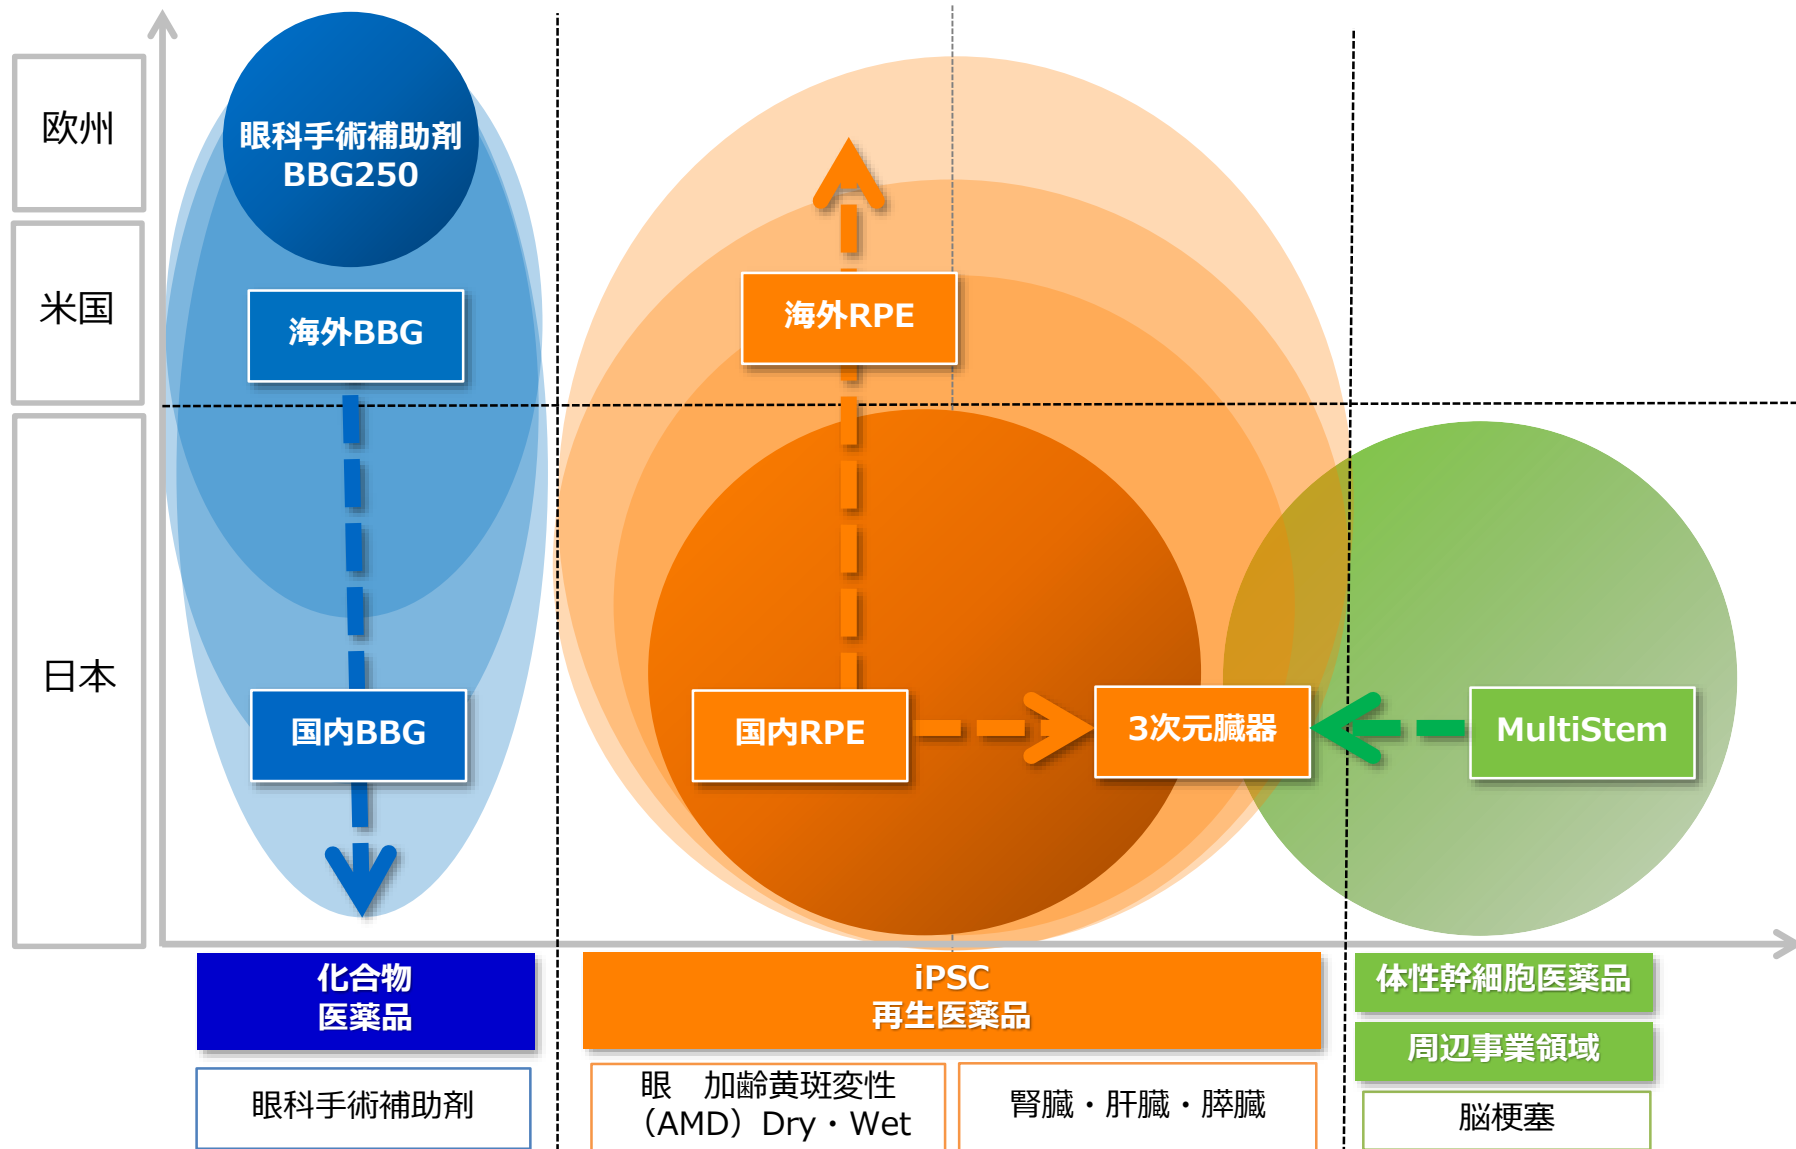 欧州
米国
日本
眼科手術補助剤
BBG250
海外BBG
国内BBG
海外RPE
国内RPE
3次元臓器
MultiStem
化合物
医薬品
iPSC
再生医薬品
体性幹細胞医薬品
周辺事業領域
眼科手術補助剤
眼　加齢黄斑変性
（AMD）Dry・Wet
腎臓・肝臓・膵臓
脳梗塞